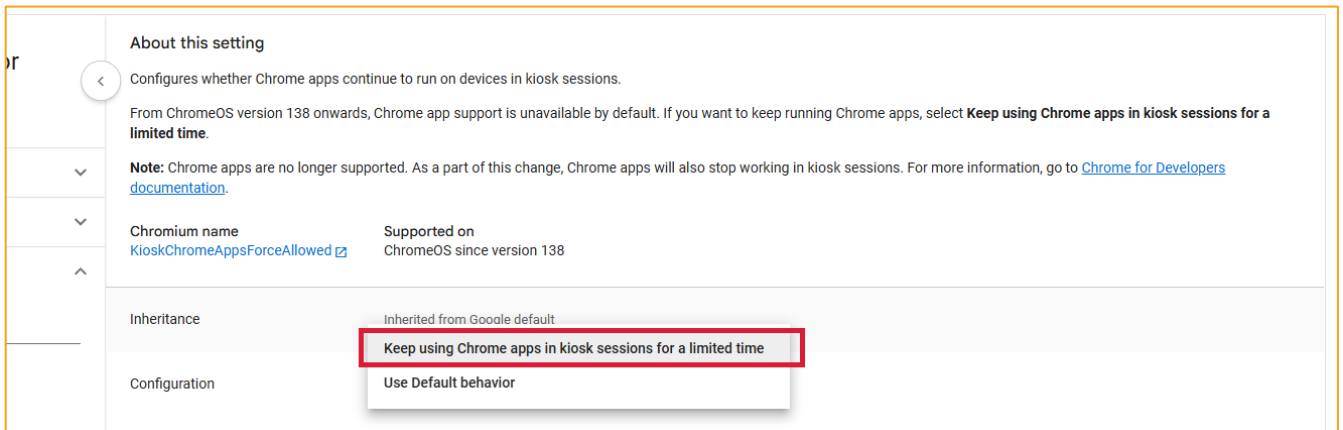 About this setting
or
Configures whether Chrome apps continue to run on devices in kiosk sessions.
From ChromeOS version 138 onwards, Chrome app support is unavailable by default. If you want to keep running Chrome apps, select Keep using Chrome apps in kiosk sessions for a
limited time.
Note: Chrome apps are no longer supported. As a part of this change, Chrome apps will also stop working in kiosk sessions. For more information, go to Chrome for Developers
documentation.
Chromium name
Supported on
KioskChromeAppsForceAllowed
ChromeOS since version 138
Inheritance
Inherited from Google default
Keep using Chrome apps in kiosk sessions for a limited time
Configuration
Use Default behavior